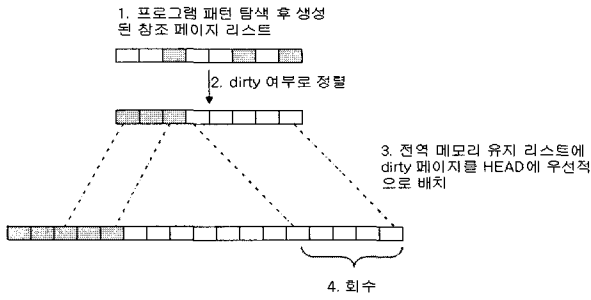 1. 프로그램 패턴 탐색 후 생성
된 참조 페이지 리스트
2. dirty 여부로 정렬
3. 전역 메모리 유지 리스트에
dirty 페이지를 HEAD에 우선적
으로 배치
4. 회수